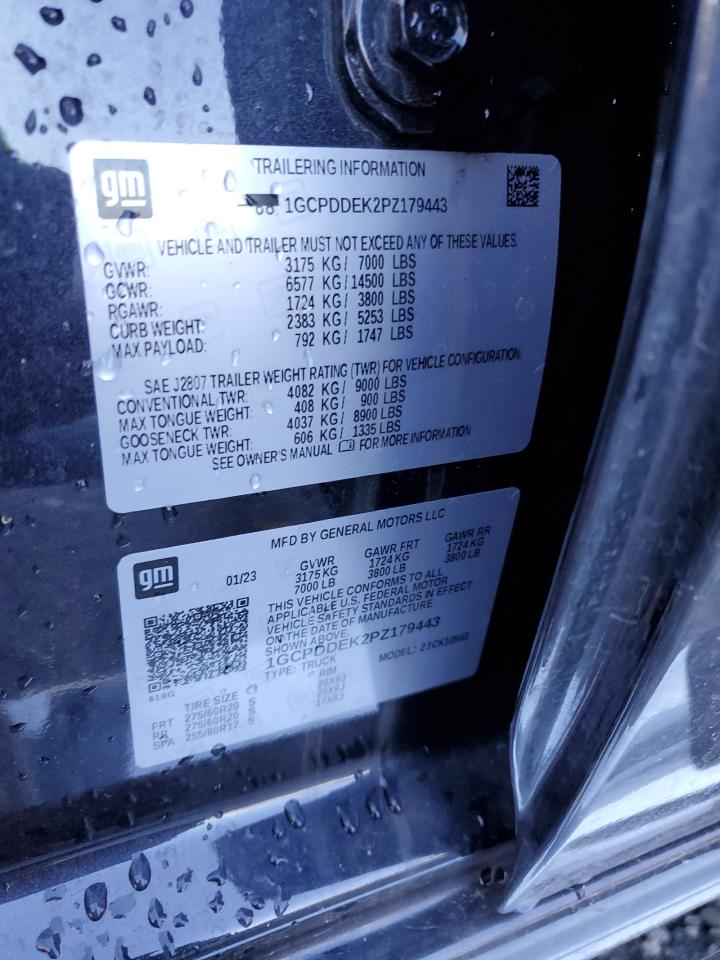 gm
TRAILERING INFORMATION
1GCPDDEK2PZ179443
VEHICLE AND TRAILER MUST NOT EXCEED ANY OF THESE VALUES.
GVWR: 3175 KG / 7000 LBS
GCWR: 6577 KG / 14500 LBS
RGAWR: 1724 KG / 3800 LBS
CURB WEIGHT: 2383 KG / 5253 LBS
MAX PAYLOAD: 792 KG / 1747 LBS
SAE J2807 TRAILER WEIGHT RATING (TWR) FOR VEHICLE CONFIGURATION.
CONVENTIONAL TWR: 4082 KG / 9000 LBS
MAX TONGUE WEIGHT: 408 KG / 900 LBS
GOOSENECK TWR: 4037 KG / 8900 LBS
MAX TONGUE WEIGHT: 606 KG / 1335 LBS
SEE OWNER'S MANUAL FOR MORE INFORMATION
gm
MFD BY GENERAL MOTORS LLC
01/23 GVWR GAWR FRT GAWR RR
3175 KG 1724 KG 1724 KG
7000 LB 3800 LB 3800 LB
THIS VEHICLE CONFORMS TO ALL
APPLICABLE U.S. FEDERAL MOTOR
VEHICLE SAFETY STANDARDS IN EFFECT
ON THE DATE OF MANUFACTURE
SHOWN ABOVE.
1GCPDDEK2PZ179443
TYPE: TRUCK MODEL:
618G
TIRE SIZE RIM
FRT 275/60R20 S 20X9J
RR 275/60R20 S 20X9J
SPA 255/80R17 S 17X8J